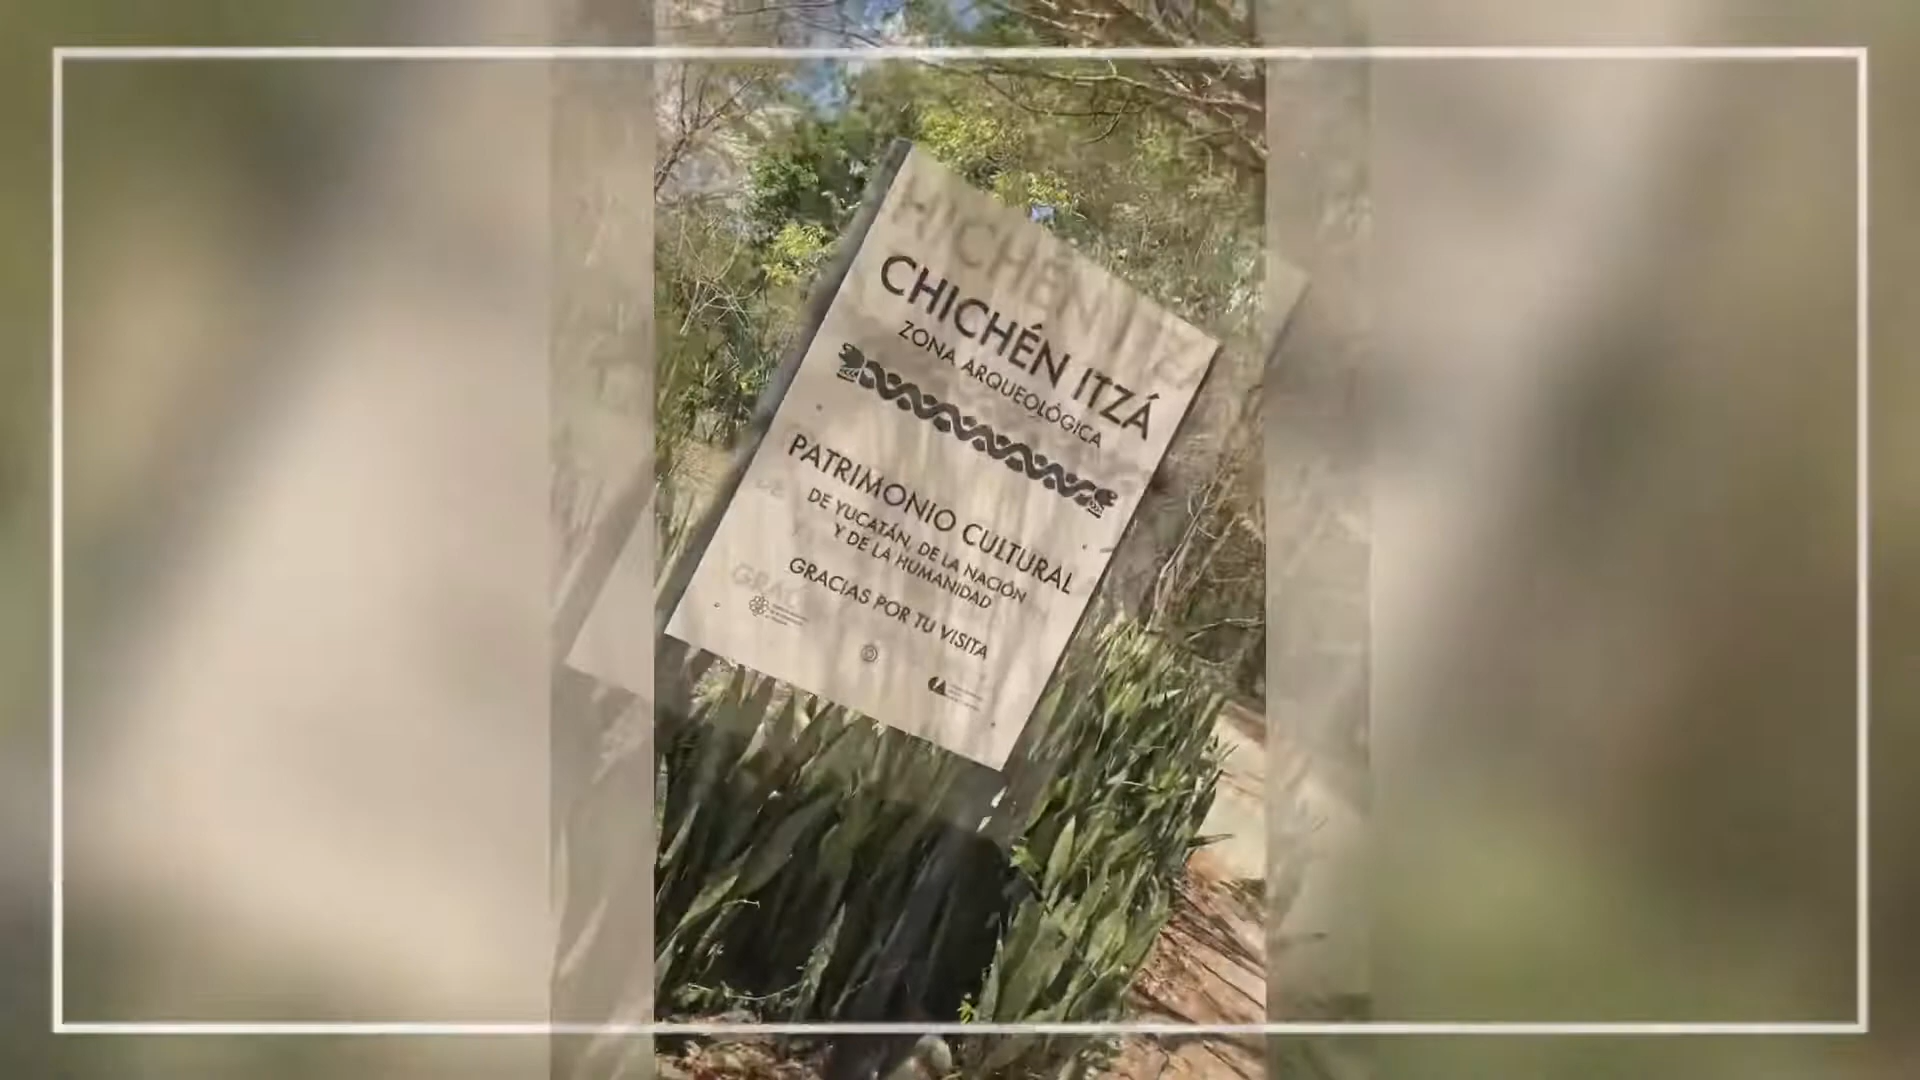 CHICHÉN ITZÁ
ZONA ARQUEOLÓGICA
PATRIMONIO CULTURAL
DE YUCATÁN, DE LA NACIÓN
Y DE LA HUMANIDAD
GRACIAS POR TU VISITA